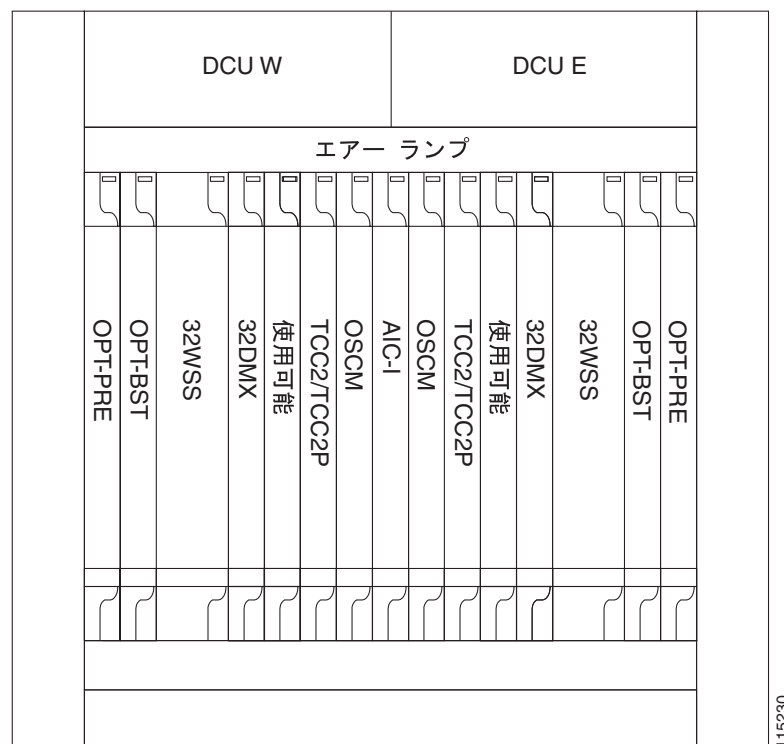 DCU W
DCU E
エアー ランプ
OPT-PRE
OPT-BST
32WSS
32DMX
使用可能
TCC2/TCC2P
OSCM
AIC-I
OSCM
TCC2/TCC2P
使用可能
32DMX
32WSS
OPT-BST
OPT-PRE
115230